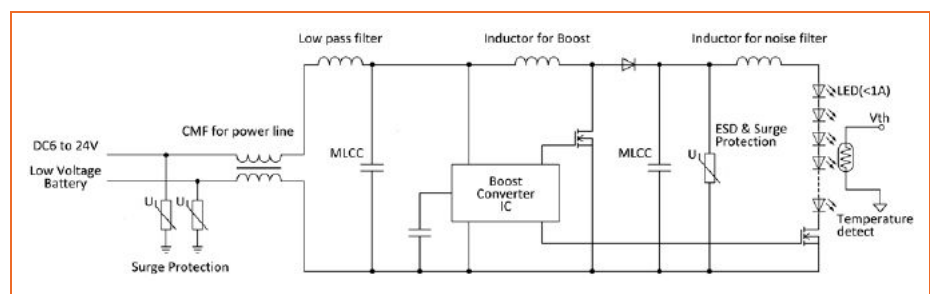 Low pass filter
Inductor for Boost
Inductor for noise filter
LED(<1A)
Vth
CMF for power line
DC6 to 24V
Low Voltage
Battery
MLCC
MLCC
ESD & Surge
Protection
U
U
U
Boost
Converter
IC
Temperature
detect
Surge Protection